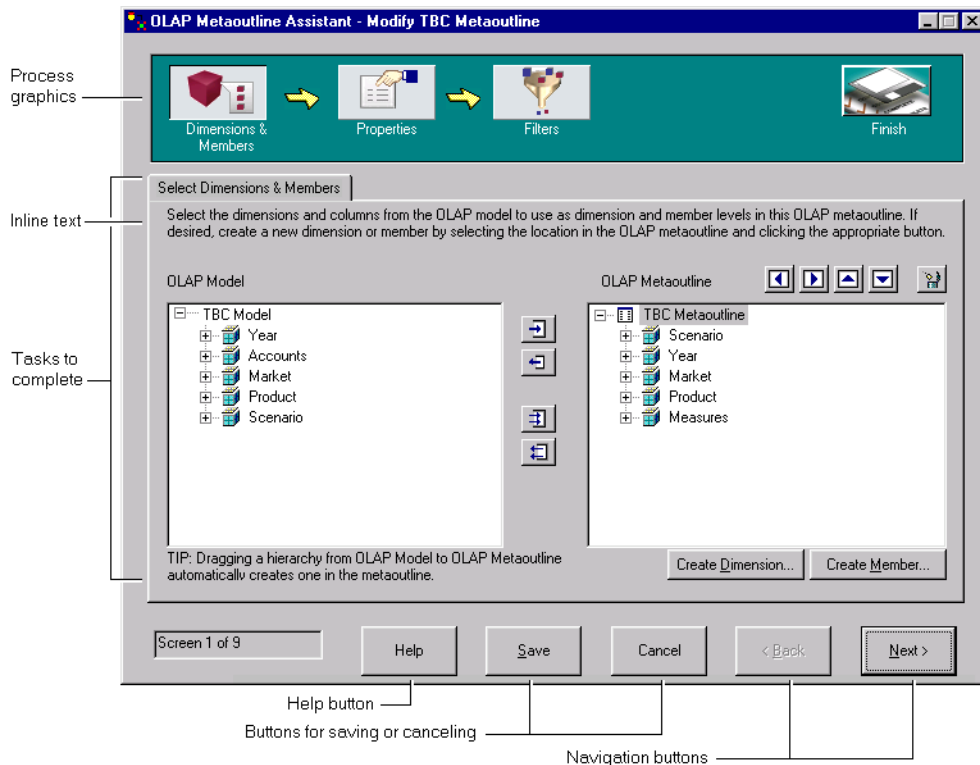 OLAP Metaoutline Assistant - Modify TBC Metaoutline
Process
graphics
Dimensions &
Members
Properties
Filters
Finish
Select Dimensions & Members
Inline text
Select the dimensions and columns from the OLAP model to use as dimension and member levels in this OLAP metaoutline. If
desired, create a new dimension or member by selecting the location in the OLAP metaoutline and clicking the appropriate button.
OLAP Model
OLAP Metaoutline
TBC Model
Year
Accounts
Market
Product
Scenario
TBC Metaoutline
Scenario
Year
Market
Product
Measures
Tasks to
complete
TIP: Dragging a hierarchy from OLAP Model to OLAP Metaoutline
automatically creates one in the metaoutline.
Create Dimension...
Create Member...
Screen 1 of 9
Help
Save
Cancel
< Back
Next >
Help button
Buttons for saving or canceling
Navigation buttons